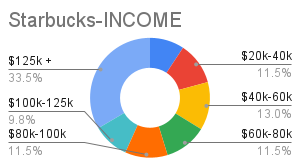 Starbucks-INCOME
$125k +
33.5%
$100k-125k
9.8%
$80k-100k
11.5%
$20k-40k
11.5%
$40k-60k
13.0%
$60k-80k
11.5%